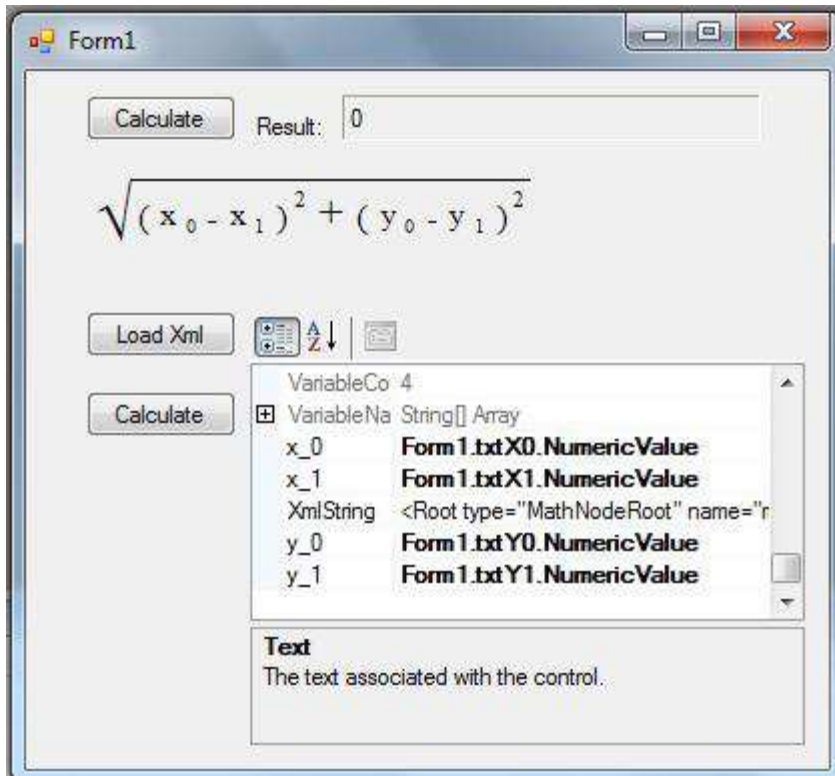 Form1
Calculate Result: 0
√(x₀ - x₁)² + (y₀ - y₁)²
Load Xml
Calculate
VariableCo 4
VariableNa String[] Array
x_0 Form1.txtX0.NumericValue
x_1 Form1.txtX1.NumericValue
XmlString <Root type="MathNodeRoot" name="r
y_0 Form1.txtY0.NumericValue
y_1 Form1.txtY1.NumericValue
Text
The text associated with the control.